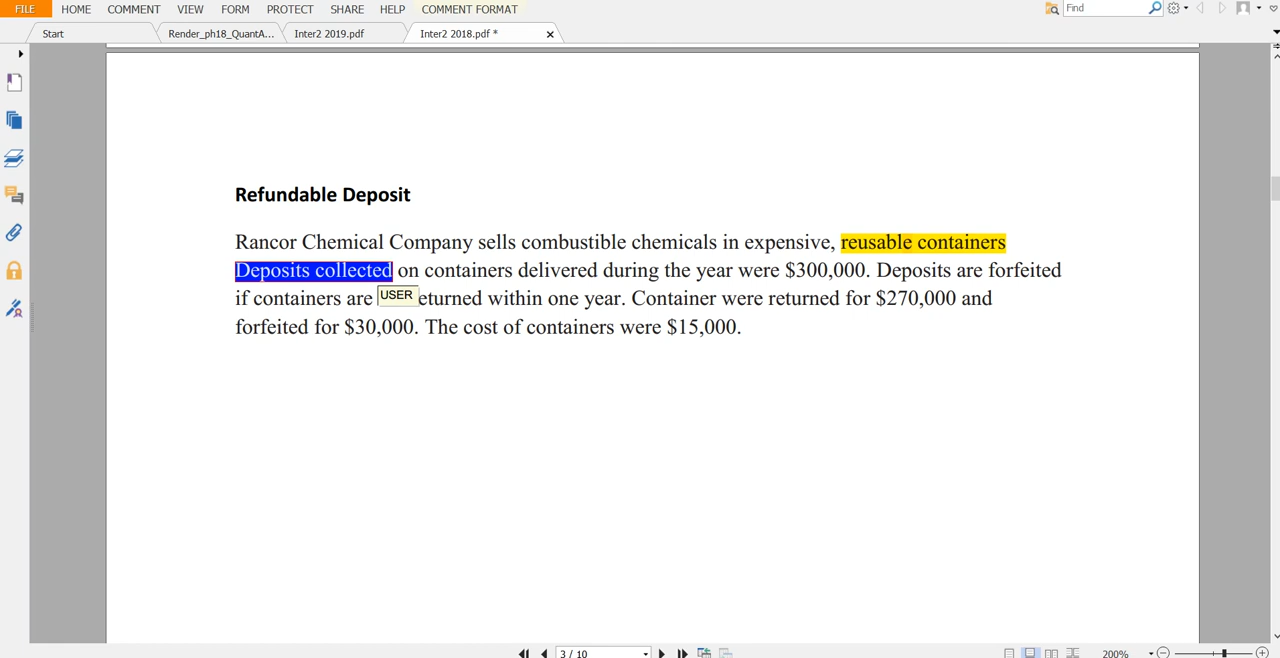 FILE HOME COMMENT VIEW FORM PROTECT SHARE HELP COMMENT FORMAT Find
Start Render_ph18_QuantA... Inter2 2019.pdf Inter2 2018.pdf *
Refundable Deposit
Rancor Chemical Company sells combustible chemicals in expensive, reusable containers
Deposits collected on containers delivered during the year were $300,000. Deposits are forfeited
if containers are USER eturned within one year. Container were returned for $270,000 and
forfeited for $30,000. The cost of containers were $15,000.
3 / 10 200%